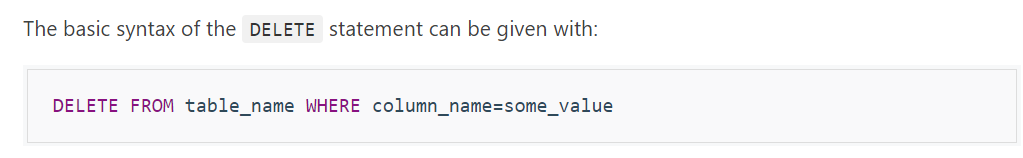 The basic syntax of the DELETE statement can be given with:
DELETE FROM table_name WHERE column_name=some_value